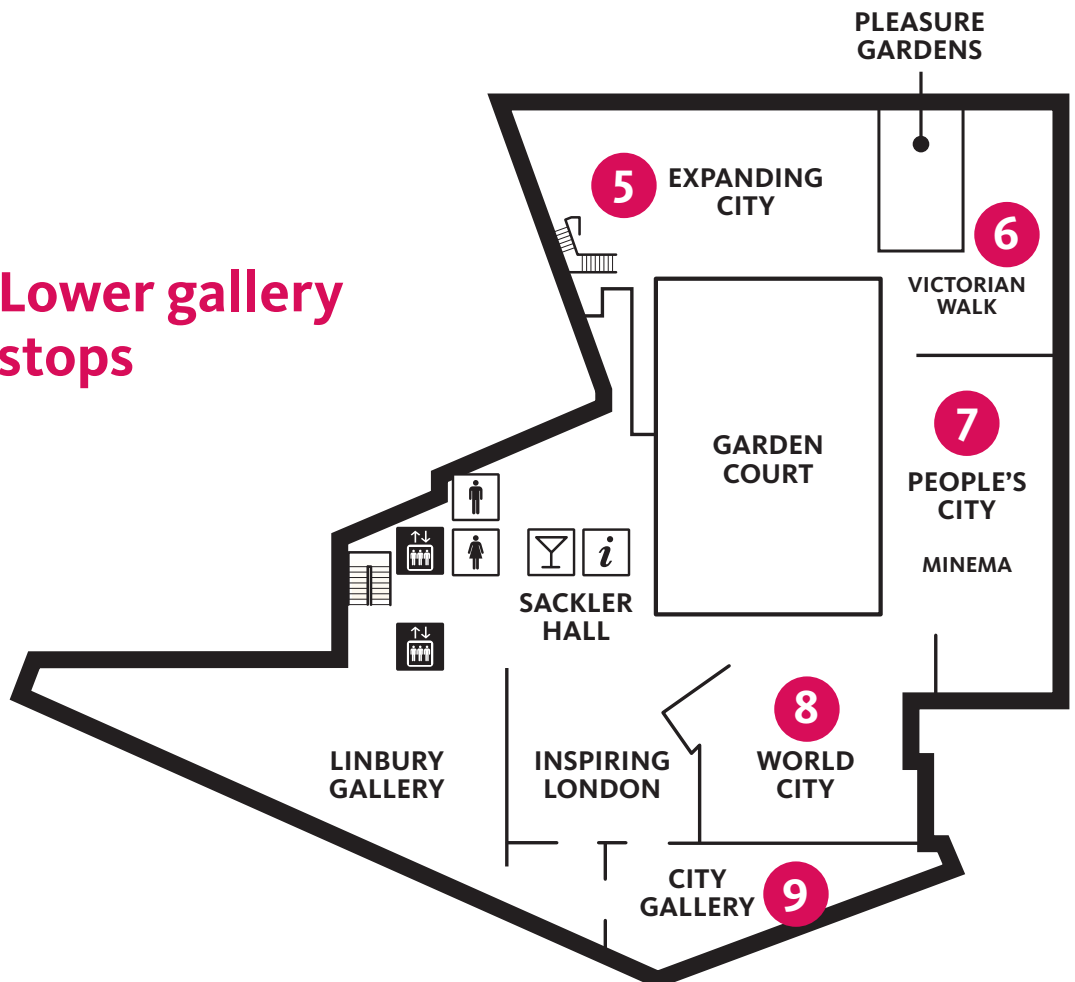 PLEASURE
GARDENS
5
EXPANDING
CITY
6
VICTORIAN
WALK
Lower gallery
stops
7
PEOPLE'S
CITY
MINEMA
GARDEN
COURT
i
SACKLER
HALL
8
WORLD
CITY
LINBURY
GALLERY
INSPIRING
LONDON
CITY
GALLERY
9